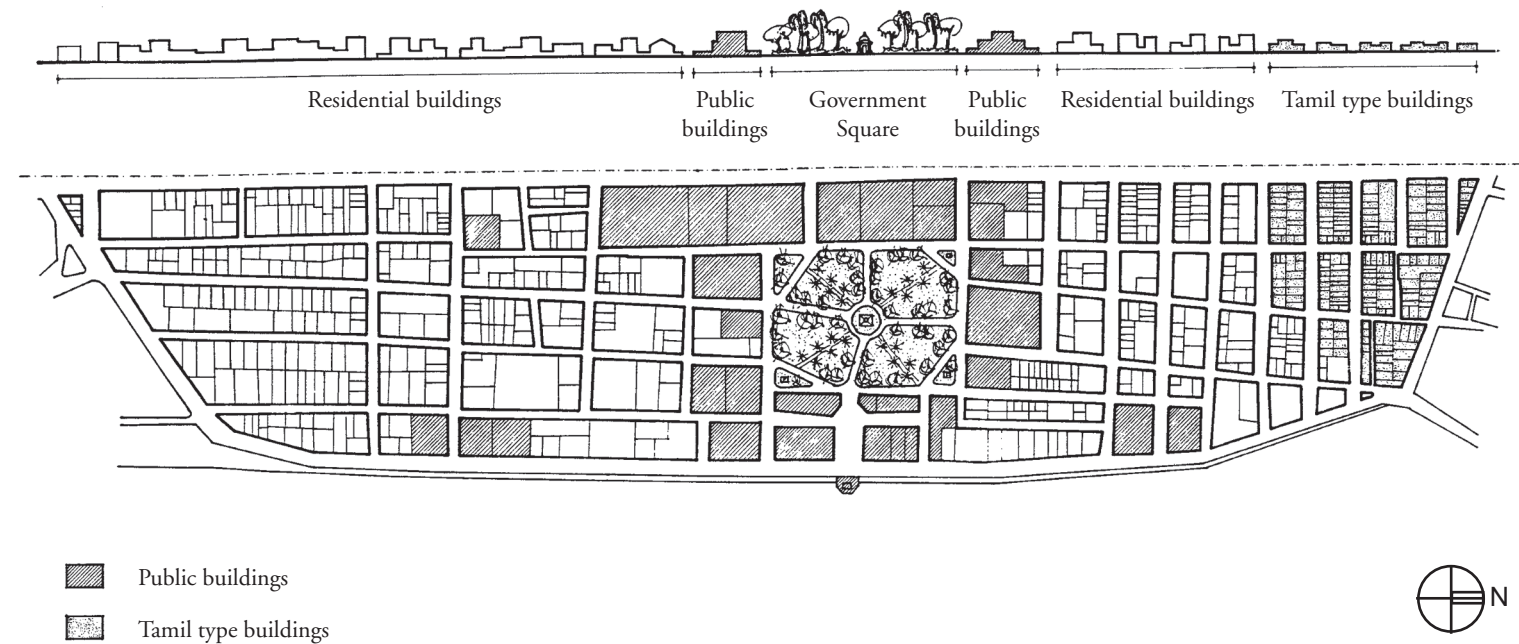 Residential buildings
Public
buildings
Government
Square
Public
buildings
Residential buildings
Tamil type buildings
Public buildings
Tamil type buildings
N